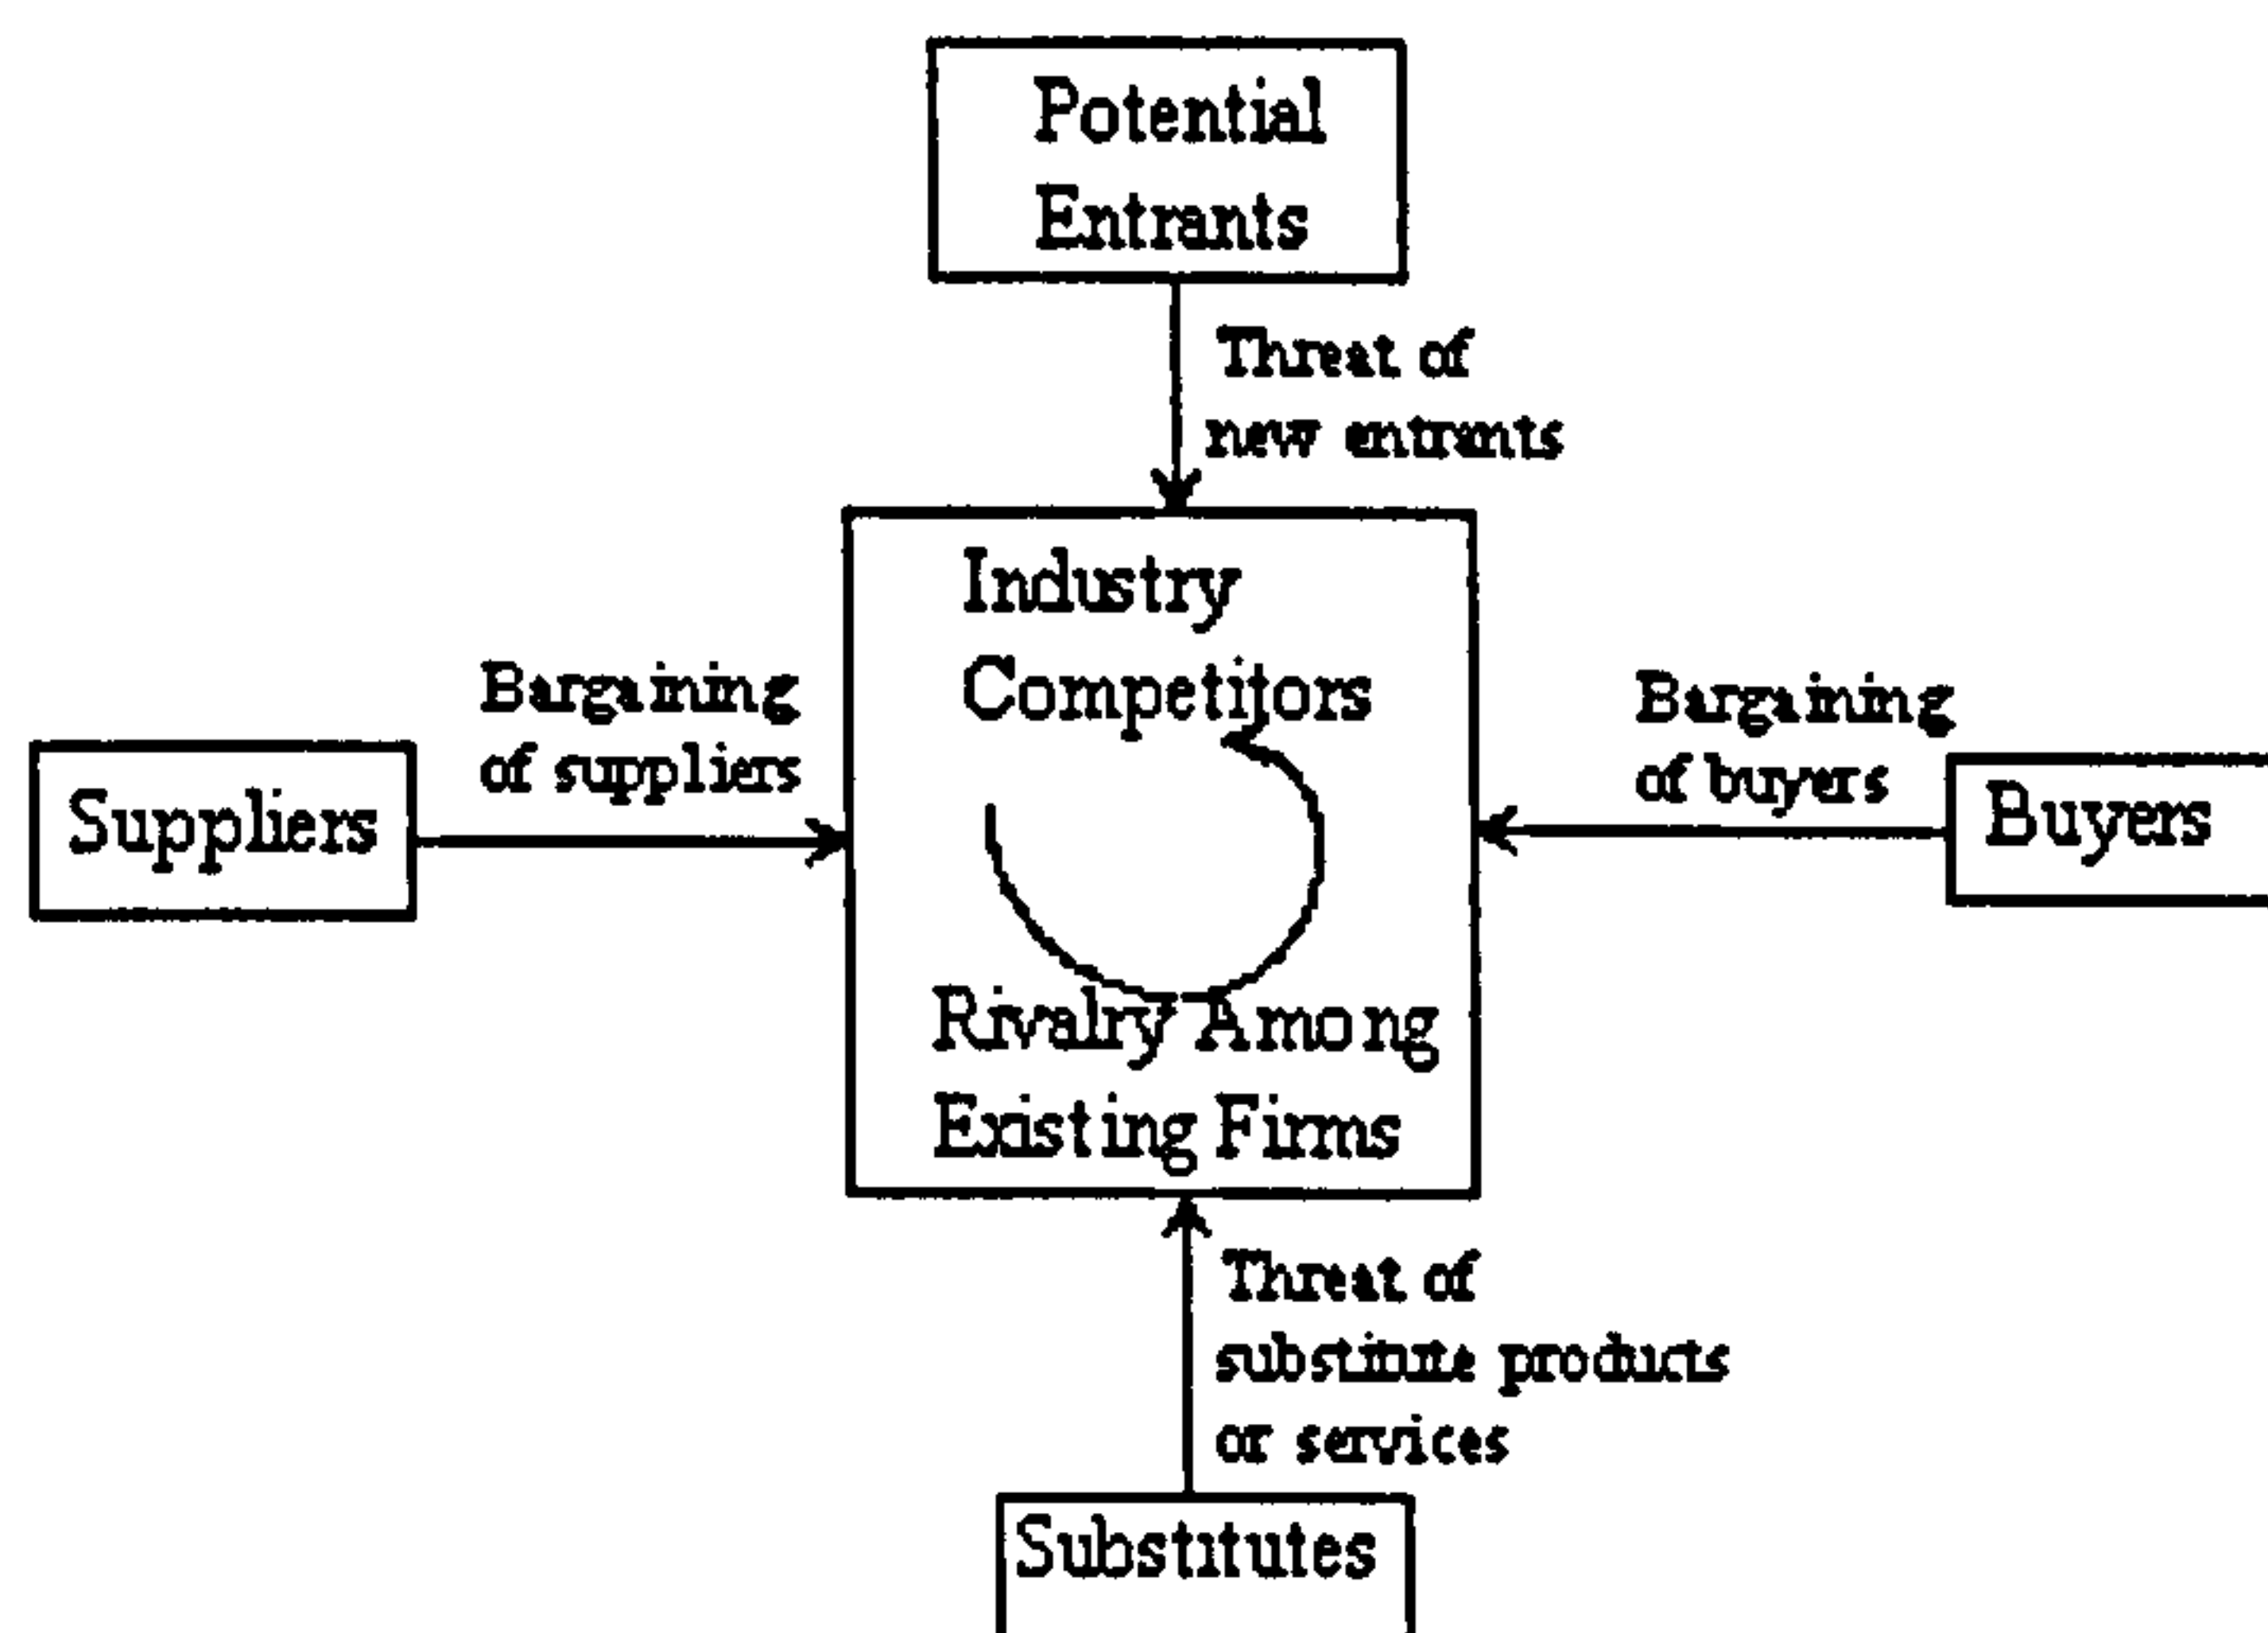 Potential
Entrants
Threat of
new entrants
Industry
Competitors
Bargaining
of suppliers
Suppliers
Bargaining
of buyers
Buyers
Rivalry Among
Existing Firms
Threat of
substitute products
or services
Substitutes